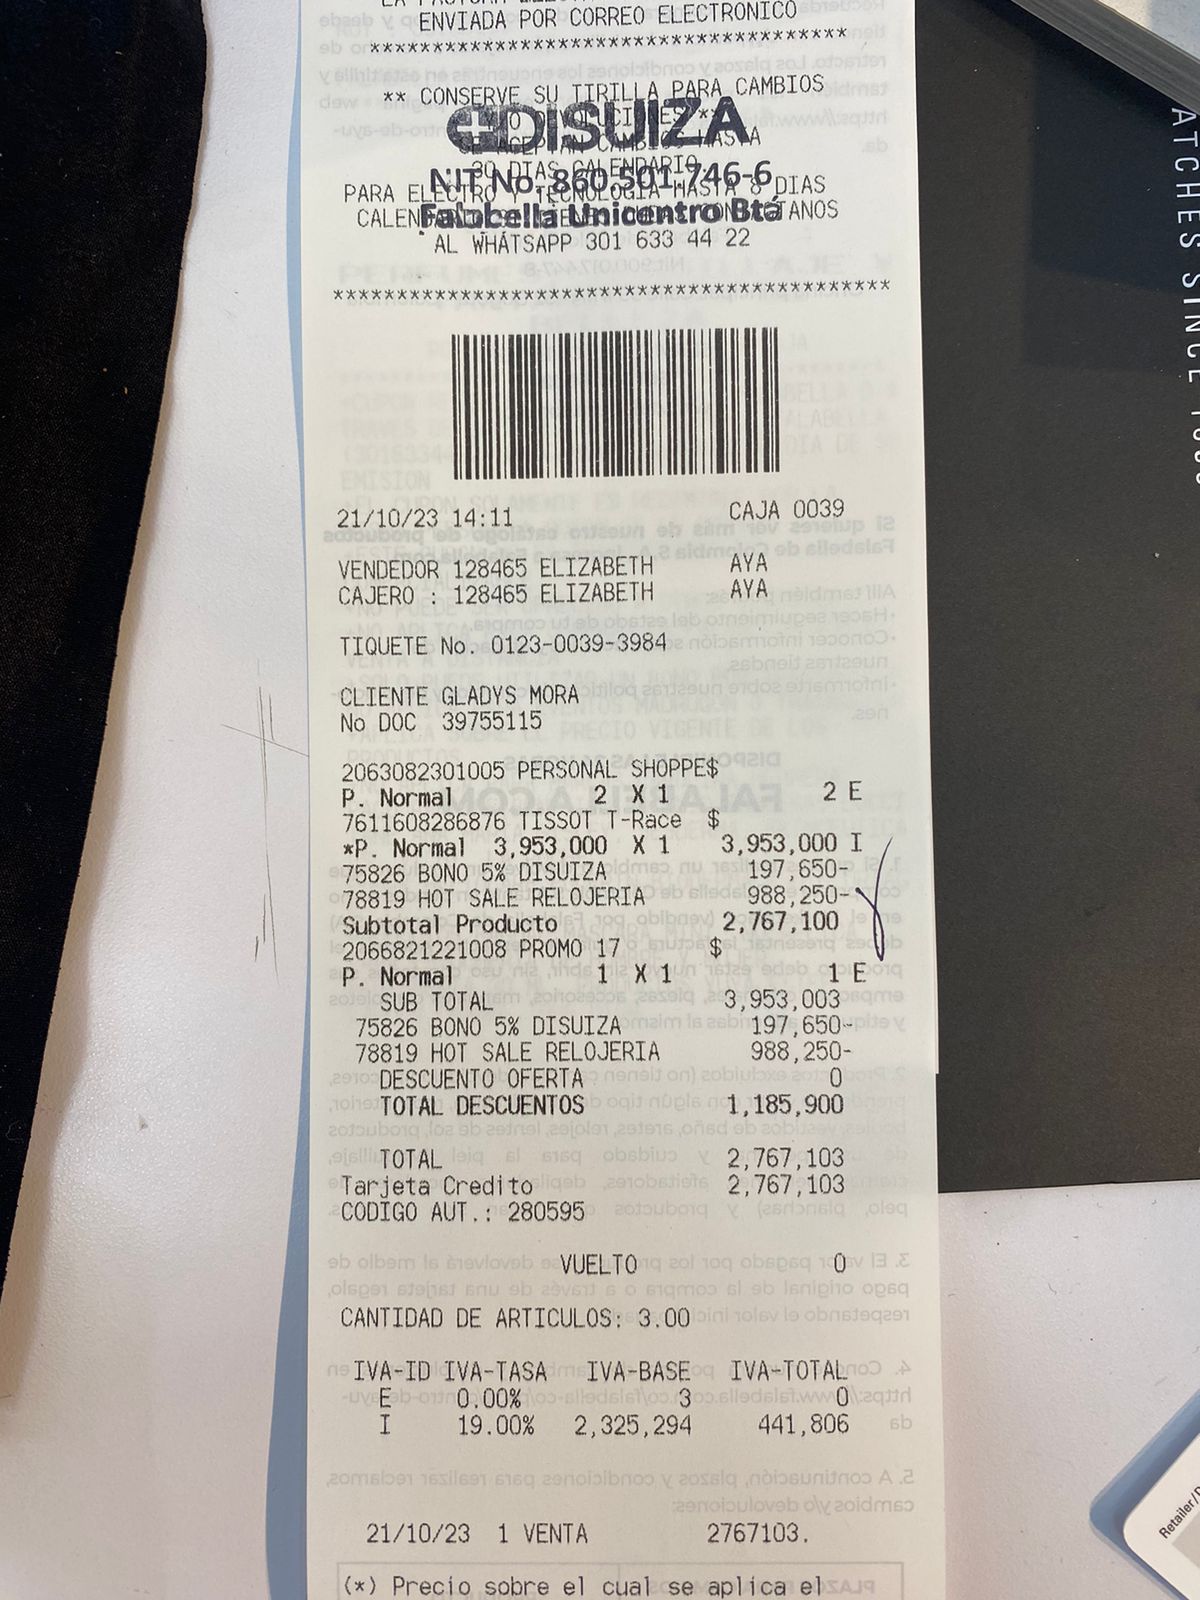 ENVIADA POR CORREO ELECTRONICO
**************************************
** CONSERVE SU TIRILLA PARA CAMBIOS
Y/O DEVOLUCIONES **
DISUIZA
SE ACEPTAN CAMBIOS HASTA
30 DIAS CALENDARIO.
NIT No. 860.501.746-6
PARA ELECTRO Y TECNOLOGIA HASTA 8 DIAS
Falabella Unicentro Btá
AL WHATSAPP 301 633 44 22
********************************************
21/10/23 14:11 CAJA 0039
VENDEDOR 128465 ELIZABETH AYA
CAJERO : 128465 ELIZABETH AYA
TIQUETE No. 0123-0039-3984
CLIENTE GLADYS MORA
No DOC 39755115
2063082301005 PERSONAL SHOPPE$
P. Normal 2 X 1 2 E
7611608286876 TISSOT T-Race $
*P. Normal 3,953,000 X 1 3,953,000 I
75826 BONO 5% DISUIZA 197,650-
78819 HOT SALE RELOJERIA 988,250-
Subtotal Producto 2,767,100
2066821221008 PROMO 17 $
P. Normal 1 X 1 1 E
SUB TOTAL 3,953,003
75826 BONO 5% DISUIZA 197,650-
78819 HOT SALE RELOJERIA 988,250-
DESCUENTO OFERTA 0
TOTAL DESCUENTOS 1,185,900
TOTAL 2,767,103
Tarjeta Credito 2,767,103
CODIGO AUT.: 280595
VUELTO 0
CANTIDAD DE ARTICULOS: 3.00
IVA-ID IVA-TASA IVA-BASE IVA-TOTAL
E 0.00% 3 0
I 19.00% 2,325,294 441,806
21/10/23 1 VENTA 2767103.
(*) Precio sobre el cual se aplica el
ATCHES SINCE
Retailer/D